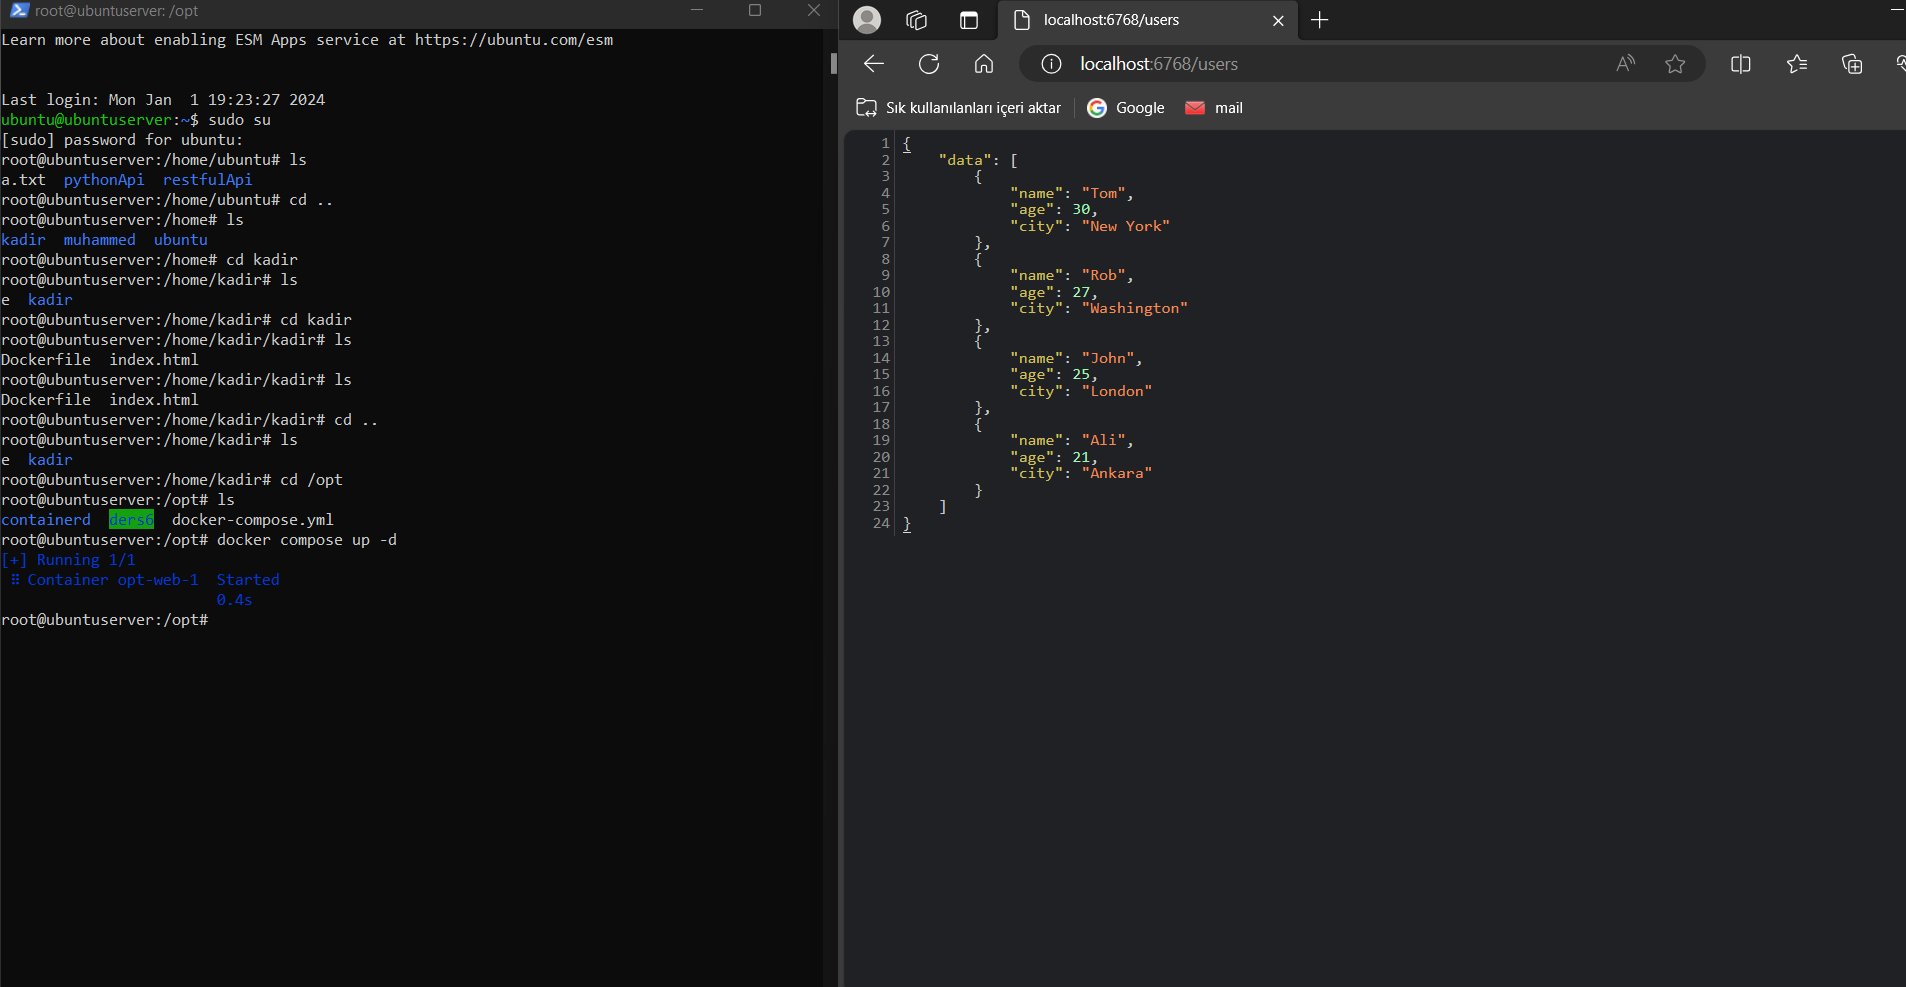 root@ubuntuserver: /opt
Learn more about enabling ESM Apps service at https://ubuntu.com/esm
Last login: Mon Jan  1 19:23:27 2024
ubuntu@ubuntuserver:~$ sudo su
[sudo] password for ubuntu:
root@ubuntuserver:/home/ubuntu# ls
a.txt  pythonApi  restfulApi
root@ubuntuserver:/home/ubuntu# cd ..
root@ubuntuserver:/home# ls
kadir  muhammed  ubuntu
root@ubuntuserver:/home# cd kadir
root@ubuntuserver:/home/kadir# ls
e  kadir
root@ubuntuserver:/home/kadir# cd kadir
root@ubuntuserver:/home/kadir/kadir# ls
Dockerfile  index.html
root@ubuntuserver:/home/kadir/kadir# ls
Dockerfile  index.html
root@ubuntuserver:/home/kadir/kadir# cd ..
root@ubuntuserver:/home/kadir# ls
e  kadir
root@ubuntuserver:/home/kadir# cd /opt
root@ubuntuserver:/opt# ls
containerd  ders6  docker-compose.yml
root@ubuntuserver:/opt# docker compose up -d
[+] Running 1/1
⠿ Container opt-web-1  Started
0.4s
root@ubuntuserver:/opt#
localhost:6768/users
localhost:6768/users
Sık kullanılanları içeri aktar  Google  mail
1 {
2     "data": [
3         {
4             "name": "Tom",
5             "age": 30,
6             "city": "New York"
7         },
8         {
9             "name": "Rob",
10             "age": 27,
11             "city": "Washington"
12         },
13         {
14             "name": "John",
15             "age": 25,
16             "city": "London"
17         },
18         {
19             "name": "Ali",
20             "age": 21,
21             "city": "Ankara"
22         }
23     ]
24 }